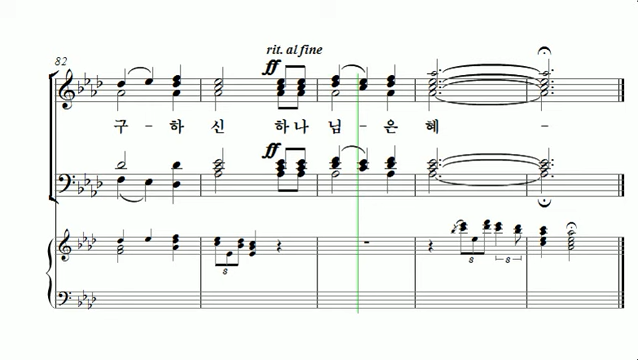 82
rit. al fine
ff
구 - 하 신 하 나 님 - 은 혜 -
ff
8 8 8